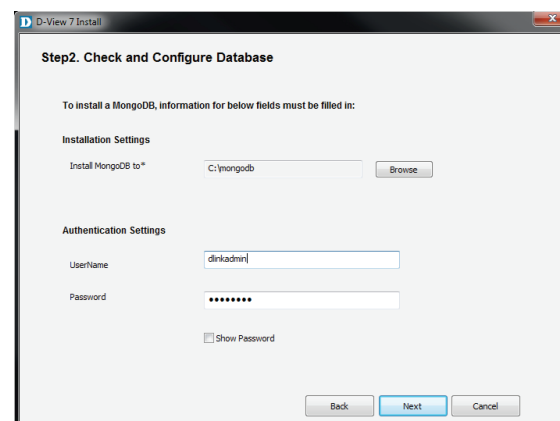 D-View 7 Install
Step2. Check and Configure Database
To install a MongoDB, information for below fields must be filled in:
Installation Settings
Install MongoDB to* C:\mongodb Browse
Authentication Settings
UserName dlinkadmin
Password ••••••••
Show Password
Back Next Cancel